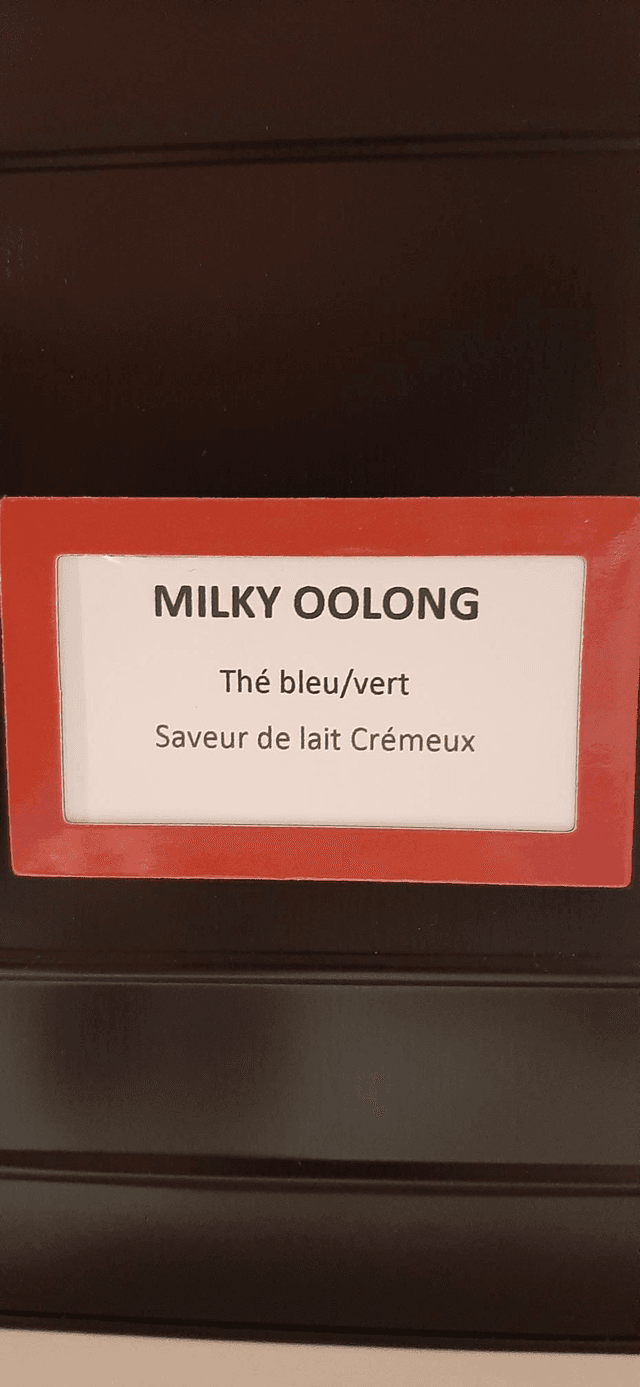 MILKY OOLONG
Thé bleu/vert
Saveur de lait Crémeux